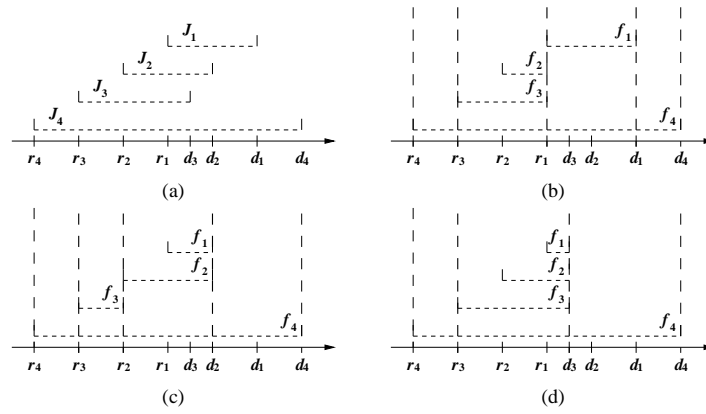 J1
J2
J3
J4
r4 r3 r2 r1 d3 d2 d1 d4
(a)
f1
f2
f3
f4
r4 r3 r2 r1 d3 d2 d1 d4
(b)
f1
f2
f3
f4
r4 r3 r2 r1 d3 d2 d1 d4
(c)
f1
f2
f3
f4
r4 r3 r2 r1 d3 d2 d1 d4
(d)